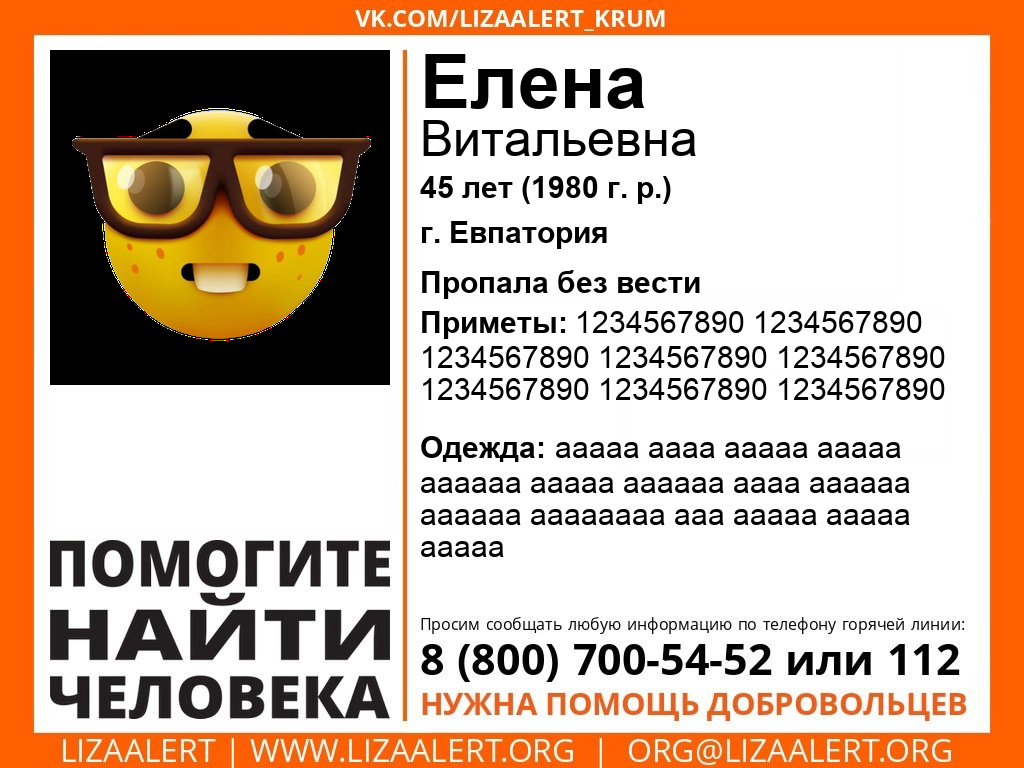 VK.COM/LIZAALERT_KRUM
Елена
Витальевна
45 лет (1980 г. р.)
г. Евпатория
Пропала без вести
Приметы: 1234567890 1234567890
1234567890 1234567890 1234567890
1234567890 1234567890 1234567890
Одежда: ааааа аааа ааааа ааааа
аааааа ааааа аааааа аааа аааааа
аааааа аааааааа ааа ааааа ааааа
ааааа
ПОМОГИТЕ
НАЙТИ
ЧЕЛОВЕКА
Просим сообщать любую информацию по телефону горячей линии:
8 (800) 700-54-52 или 112
НУЖНА ПОМОЩЬ ДОБРОВОЛЬЦЕВ
LIZAALERT | WWW.LIZAALERT.ORG | ORG@LIZAALERT.ORG